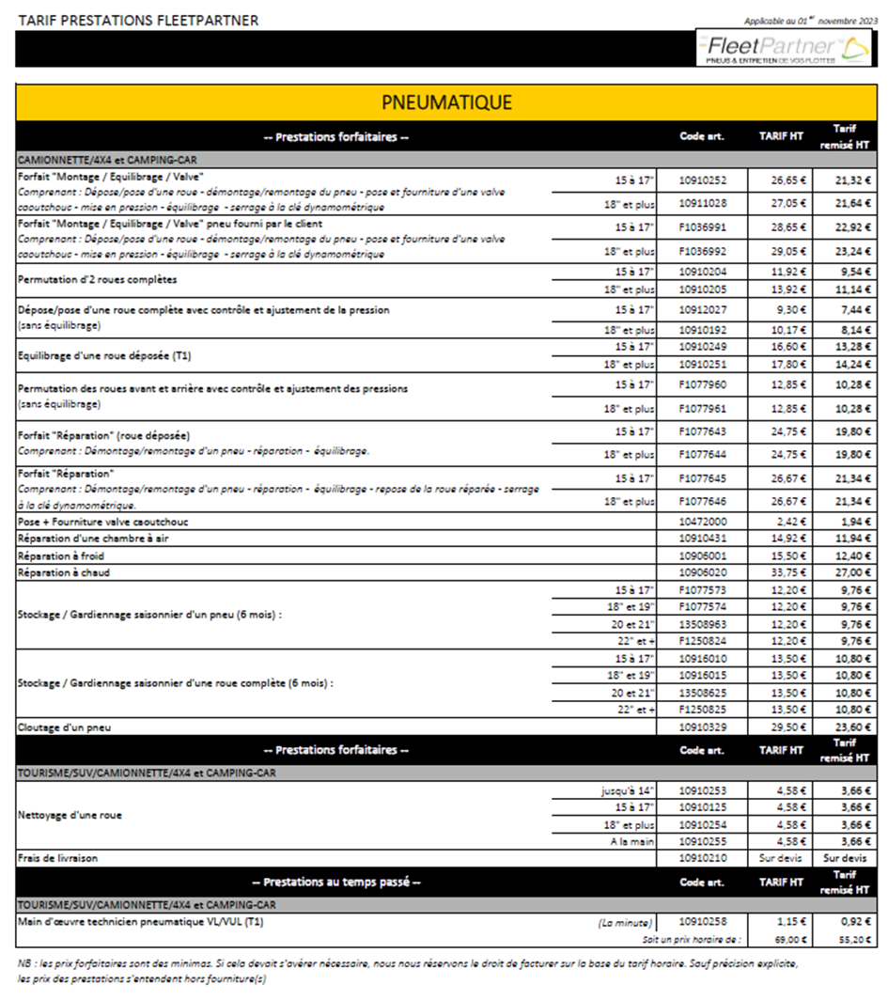 TARIF PRESTATIONS FLEETPARTNER
Applicable au 01er novembre 2023
FleetPartner
PNEUS & ENTRETIEN DE VOS FLOTTES
PNEUMATIQUE
-- Prestations forfaitaires -- Code art. TARIF HT Tarif remisé HT
CAMIONNETTE/4X4 et CAMPING-CAR
Forfait "Montage / Equilibrage / Valve" 15 à 17" 10910252 26,65 € 21,32 €
Comprenant : Dépose/pose d'une roue - démontage/remontage du pneu - pose et fourniture d'une valve
caoutchouc - mise en pression - équilibrage - serrage à la clé dynamométrique 18" et plus 10911028 27,05 € 21,64 €
Forfait "Montage / Equilibrage / Valve" pneu fourni par le client 15 à 17" F1036991 28,65 € 22,92 €
Comprenant : Dépose/pose d'une roue - démontage/remontage du pneu - pose et fourniture d'une valve
caoutchouc - mise en pression - équilibrage - serrage à la clé dynamométrique 18" et plus F1036992 29,05 € 23,24 €
Permutation d'2 roues complètes 15 à 17" 10910204 11,92 € 9,54 €
18" et plus 10910205 13,92 € 11,14 €
Dépose/pose d'une roue complète avec contrôle et ajustement de la pression 15 à 17" 10912027 9,30 € 7,44 €
(sans équilibrage) 18" et plus 10910192 10,17 € 8,14 €
Equilibrage d'une roue déposée (T1) 15 à 17" 10910249 16,60 € 13,28 €
18" et plus 10910251 17,80 € 14,24 €
Permutation des roues avant et arrière avec contrôle et ajustement des pressions 15 à 17" F1077960 12,85 € 10,28 €
(sans équilibrage) 18" et plus F1077961 12,85 € 10,28 €
Forfait "Réparation" (roue déposée) 15 à 17" F1077643 24,75 € 19,80 €
Comprenant : Démontage/remontage d'un pneu - réparation - équilibrage. 18" et plus F1077644 24,75 € 19,80 €
Forfait "Réparation" 15 à 17" F1077645 26,67 € 21,34 €
Comprenant : Démontage/remontage d'un pneu - réparation - équilibrage - repose de la roue réparée - serrage
à la clé dynamométrique. 18" et plus F1077646 26,67 € 21,34 €
Pose + Fourniture valve caoutchouc 10472000 2,42 € 1,94 €
Réparation d'une chambre à air 10910431 14,92 € 11,94 €
Réparation à froid 10906001 15,50 € 12,40 €
Réparation à chaud 10906020 33,75 € 27,00 €
Stockage / Gardiennage saisonnier d'un pneu (6 mois) : 15 à 17" F1077573 12,20 € 9,76 €
18" et 19" F1077574 12,20 € 9,76 €
20 et 21" 13508963 12,20 € 9,76 €
22" et + F1250824 12,20 € 9,76 €
Stockage / Gardiennage saisonnier d'une roue complète (6 mois) : 15 à 17" 10916010 13,50 € 10,80 €
18" et 19" 10916015 13,50 € 10,80 €
20 et 21" 13508625 13,50 € 10,80 €
22" et + F1250825 13,50 € 10,80 €
Cloutage d'un pneu 10910329 29,50 € 23,60 €
-- Prestations forfaitaires -- Code art. TARIF HT Tarif remisé HT
TOURISME/SUV/CAMIONNETTE/4X4 et CAMPING-CAR
Nettoyage d'une roue jusqu'à 14" 10910253 4,58 € 3,66 €
15 à 17" 10910125 4,58 € 3,66 €
18" et plus 10910254 4,58 € 3,66 €
A la main 10910255 4,58 € 3,66 €
Frais de livraison 10910210 Sur devis Sur devis
-- Prestations au temps passé -- Code art. TARIF HT Tarif remisé HT
TOURISME/SUV/CAMIONNETTE/4X4 et CAMPING-CAR
Main d'œuvre technicien pneumatique VL/VUL (T1) (La minute) 10910258 1,15 € 0,92 €
Soit un prix horaire de : 69,00 € 55,20 €
NB : les prix forfaitaires sont des minimas. Si cela devait s'avérer nécessaire, nous nous réservons le droit de facturer sur la base du tarif horaire. Sauf précision explicite,
les prix des prestations s'entendent hors fourniture(s)